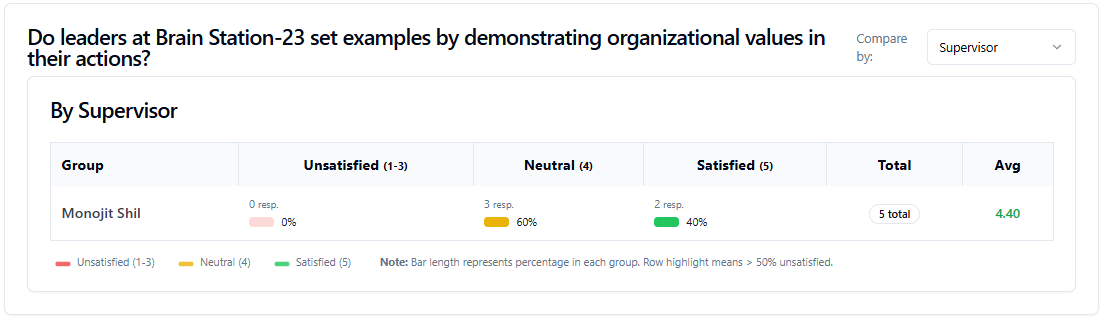 Do leaders at Brain Station-23 set examples by demonstrating organizational values in
their actions?
Compare
by:
Supervisor
By Supervisor
Group Unsatisfied (1-3) Neutral (4) Satisfied (5) Total Avg
0 resp. 3 resp. 2 resp.
Monojit Shil 0% 60% 40% 5 total 4.40
Unsatisfied (1-3) Neutral (4) Satisfied (5) Note: Bar length represents percentage in each group. Row highlight means > 50% unsatisfied.